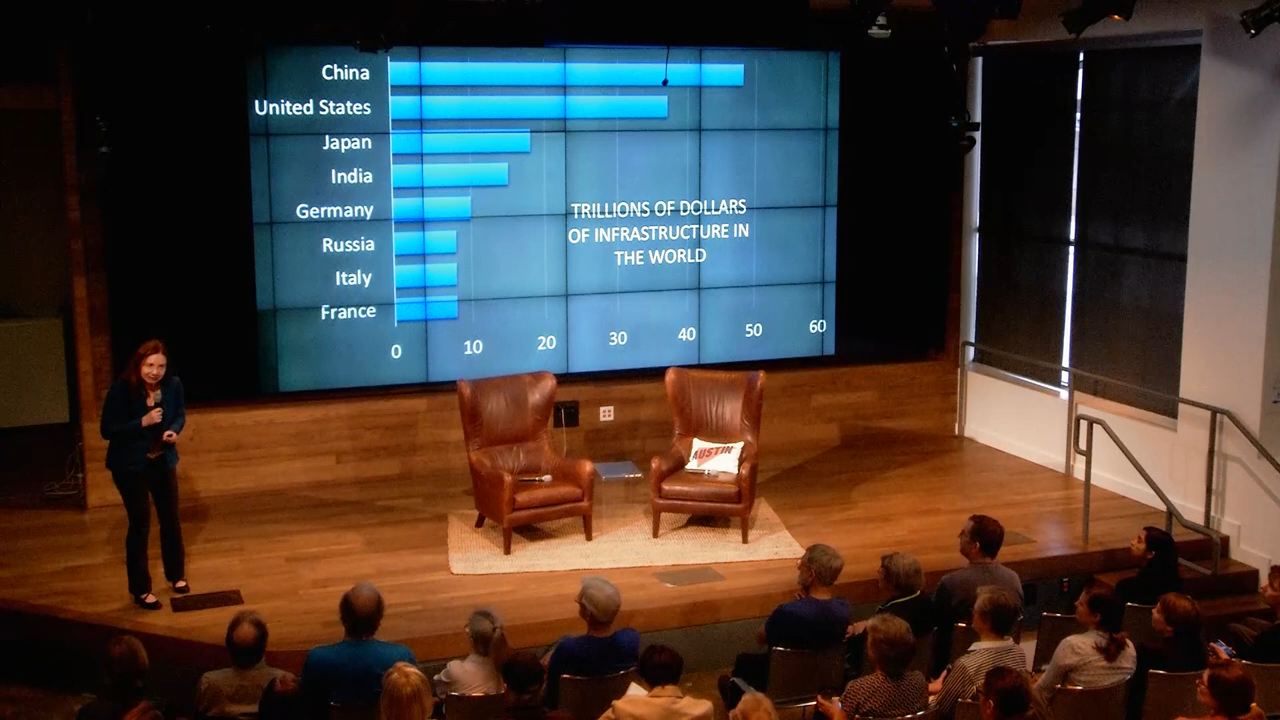 China
United States
Japan
India
Germany
Russia
Italy
France
TRILLIONS OF DOLLARS
OF INFRASTRUCTURE IN
THE WORLD
0 10 20 30 40 50 60
AUSTIN